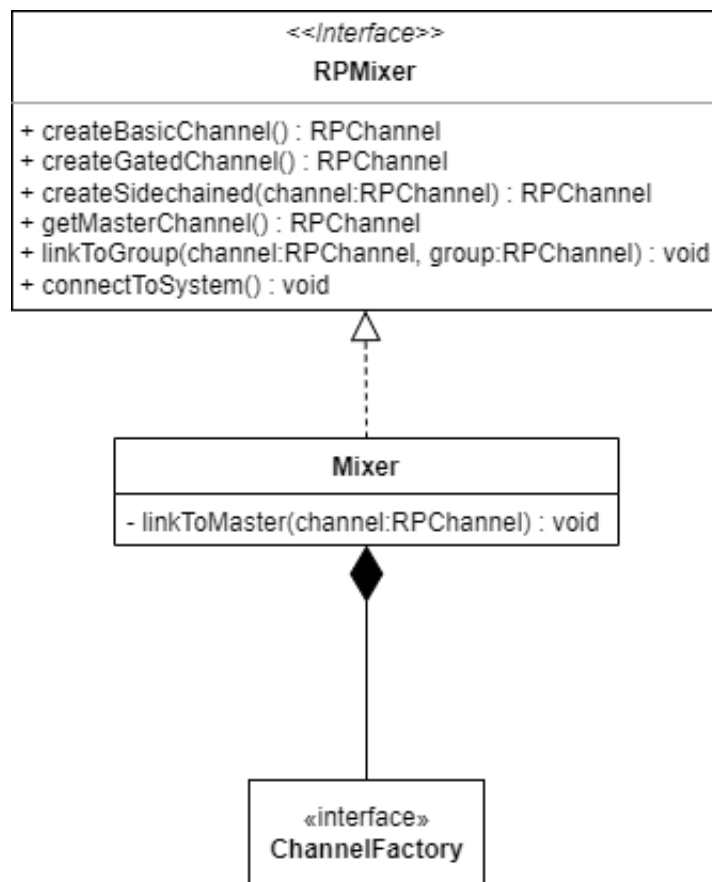 <<Interface>>
RPMixer
+ createBasicChannel() : RPChannel
+ createGatedChannel() : RPChannel
+ createSidechained(channel:RPChannel) : RPChannel
+ getMasterChannel() : RPChannel
+ linkToGroup(channel:RPChannel, group:RPChannel) : void
+ connectToSystem() : void
Mixer
- linkToMaster(channel:RPChannel) : void
«interface»
ChannelFactory